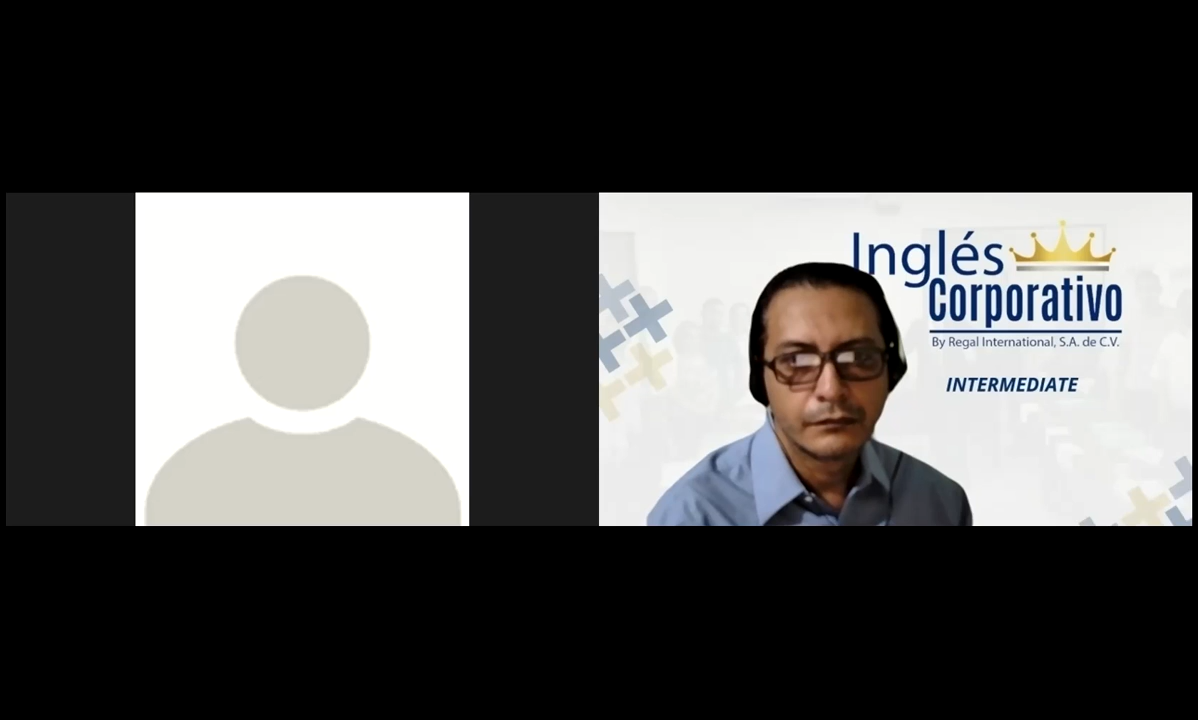 Inglés
Corporativo
By Regal International, S.A. de C.V.
INTERMEDIATE